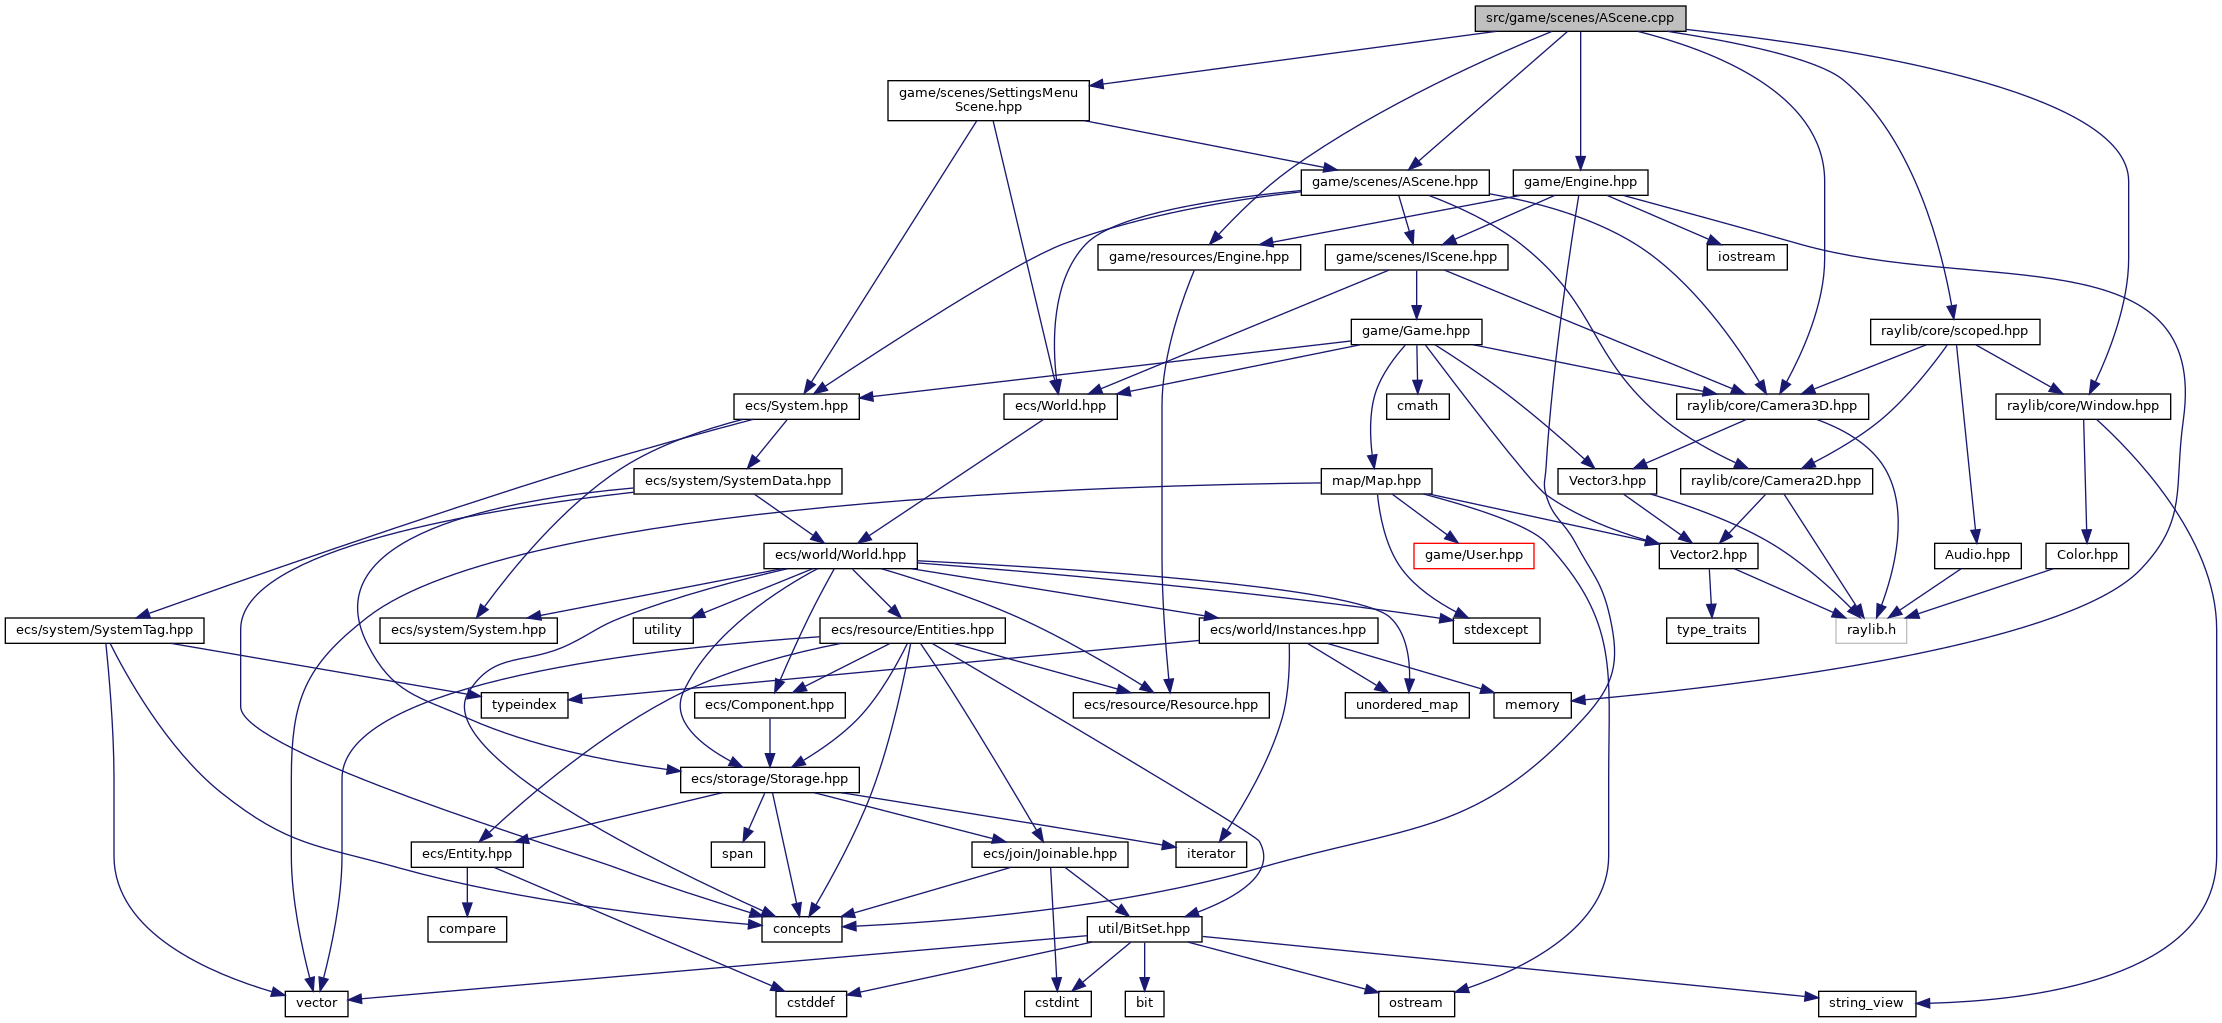 src/game/scenes/AScene.cpp
game/scenes/SettingsMenu
Scene.hpp
game/scenes/AScene.hpp
game/Engine.hpp
game/resources/Engine.hpp
game/scenes/IScene.hpp
iostream
game/Game.hpp
raylib/core/scoped.hpp
ecs/System.hpp
ecs/World.hpp
cmath
raylib/core/Camera3D.hpp
raylib/core/Window.hpp
ecs/system/SystemData.hpp
map/Map.hpp
Vector3.hpp
raylib/core/Camera2D.hpp
ecs/world/World.hpp
game/User.hpp
Vector2.hpp
Audio.hpp
Color.hpp
ecs/system/SystemTag.hpp
ecs/system/System.hpp
utility
ecs/resource/Entities.hpp
ecs/world/Instances.hpp
stdexcept
type_traits
raylib.h
typeindex
ecs/Component.hpp
ecs/resource/Resource.hpp
unordered_map
memory
ecs/storage/Storage.hpp
ecs/Entity.hpp
span
ecs/join/Joinable.hpp
iterator
compare
concepts
util/BitSet.hpp
vector
cstddef
cstdint
bit
ostream
string_view